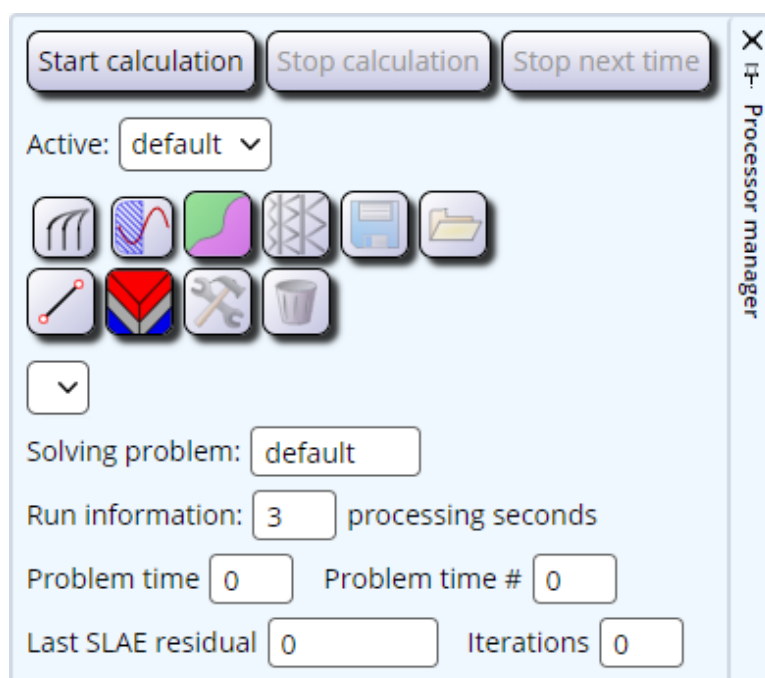 Start calculation Stop calculation Stop next time
Active: default
Solving problem: default
Run information: 3 processing seconds
Problem time 0 Problem time # 0
Last SLAE residual 0 Iterations 0
Processor manager